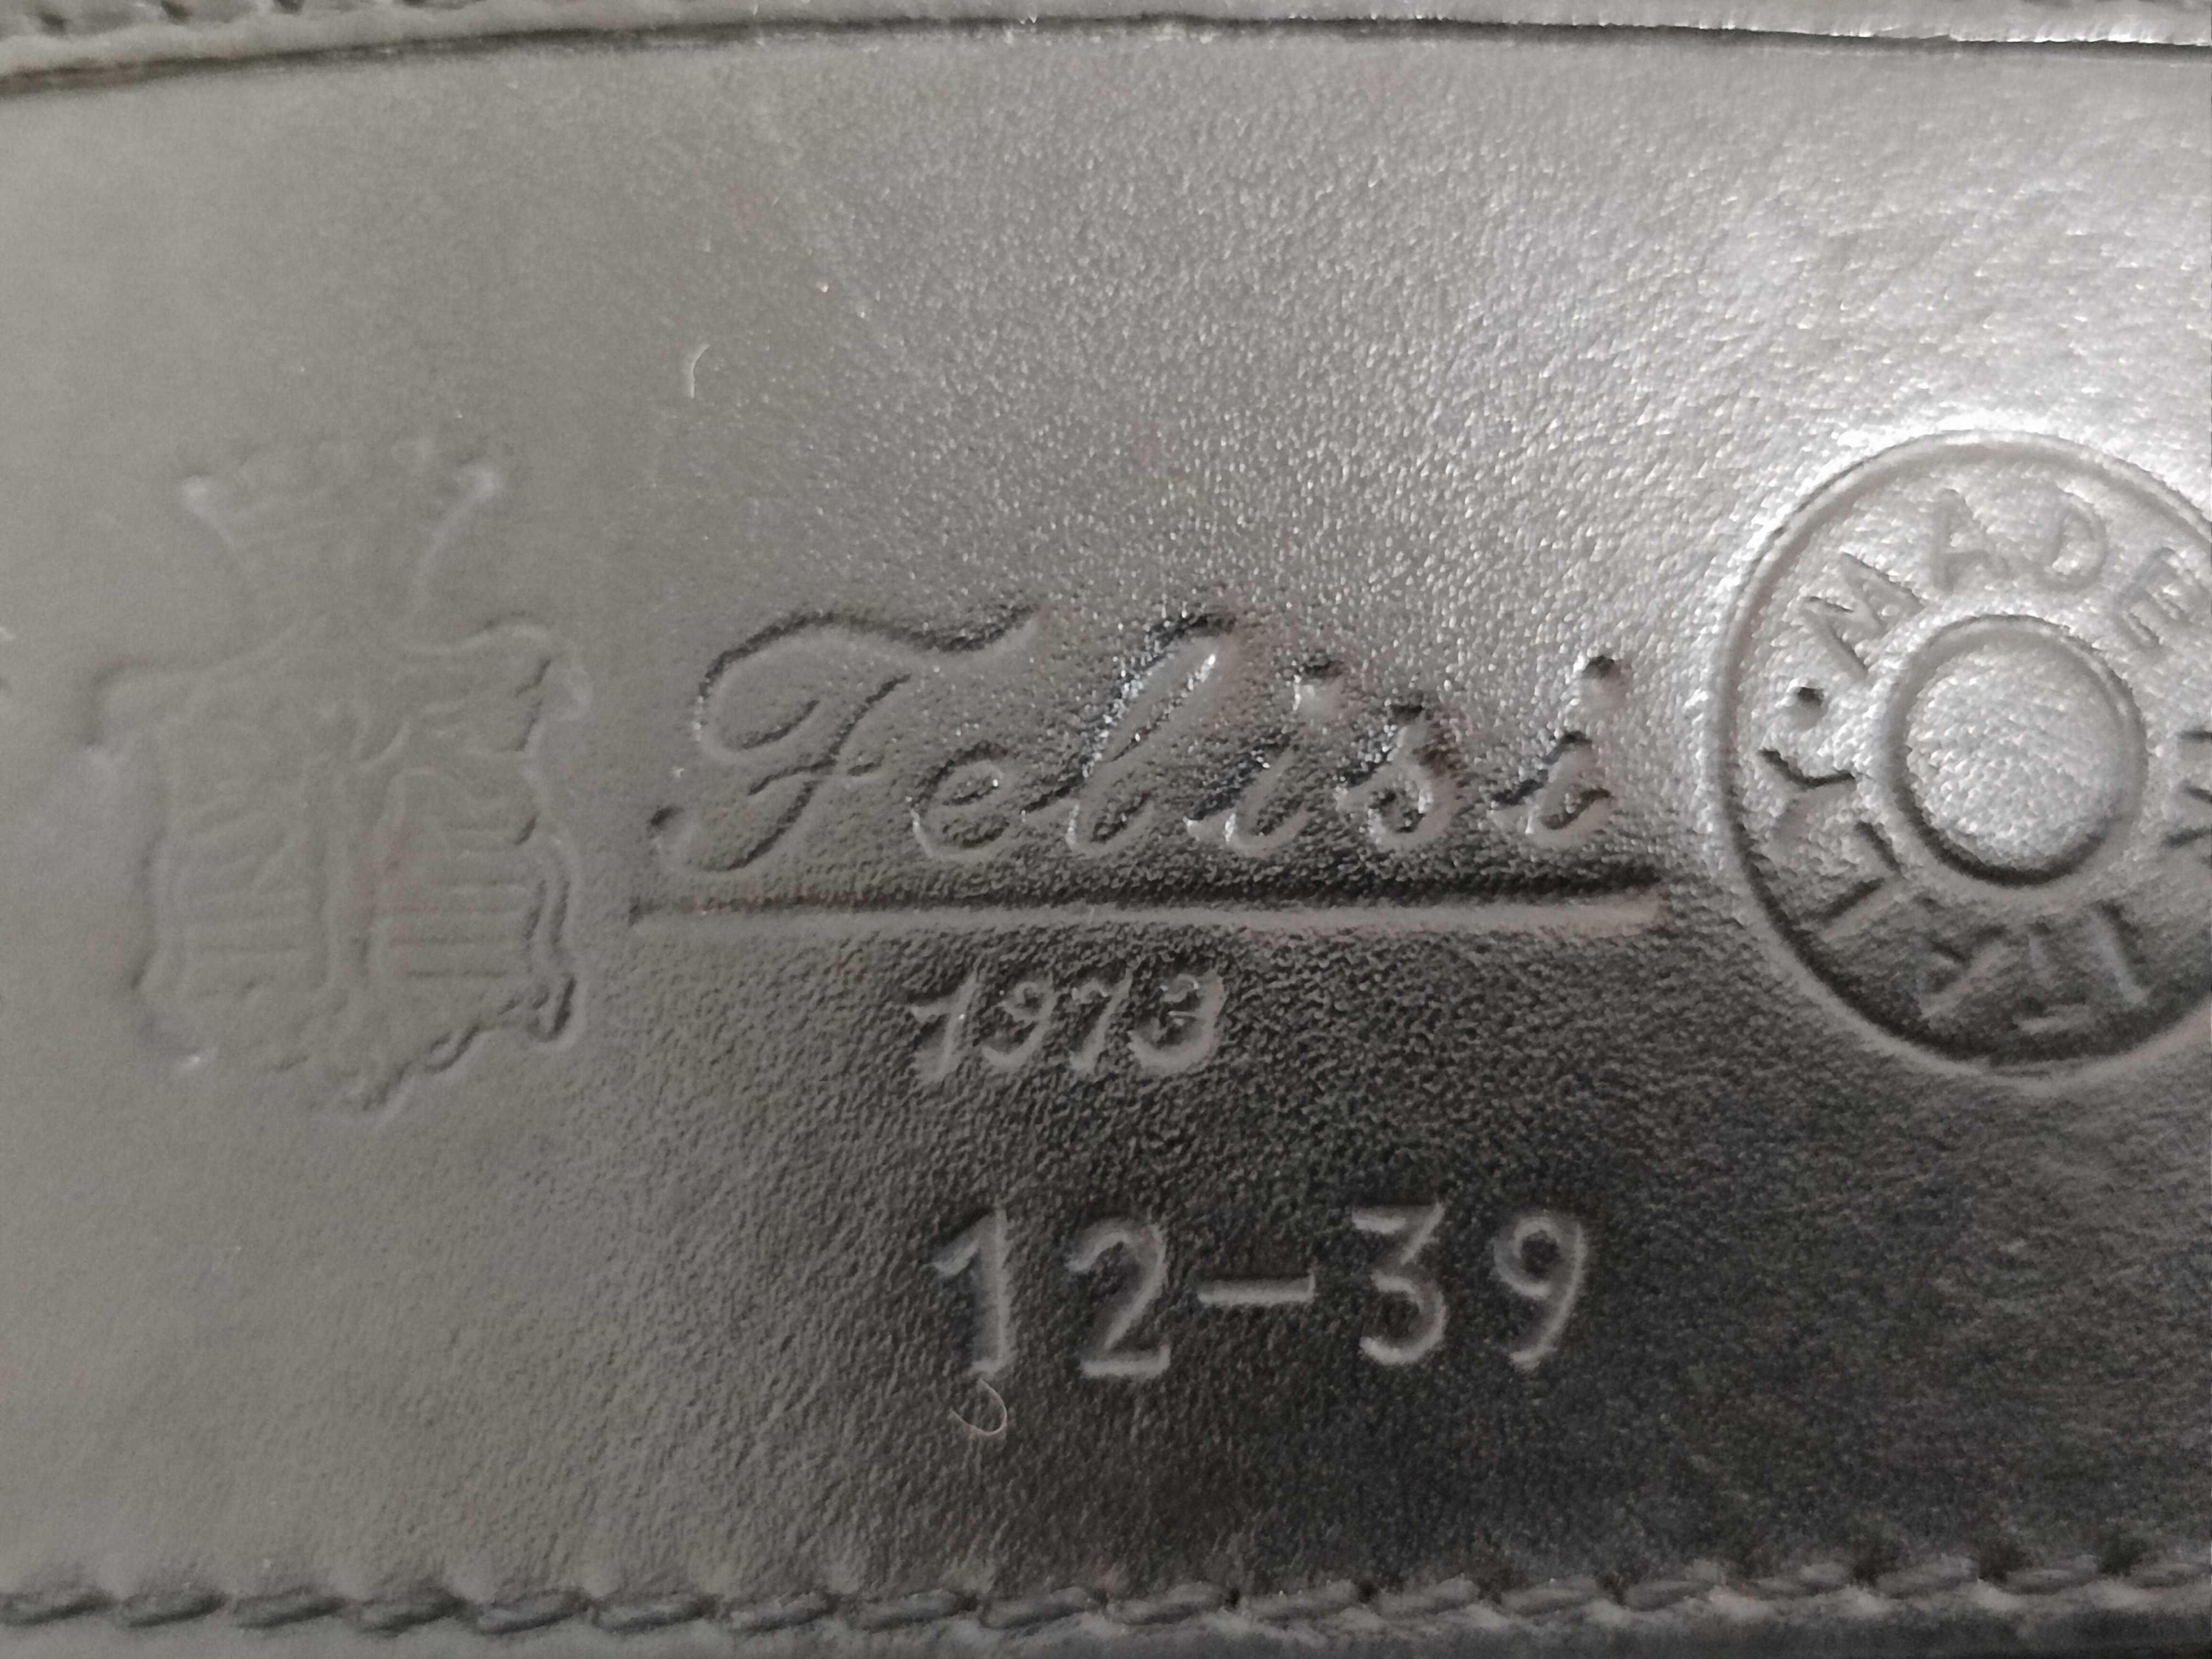 Felisi
1973
12-39
MADE IN ITALY